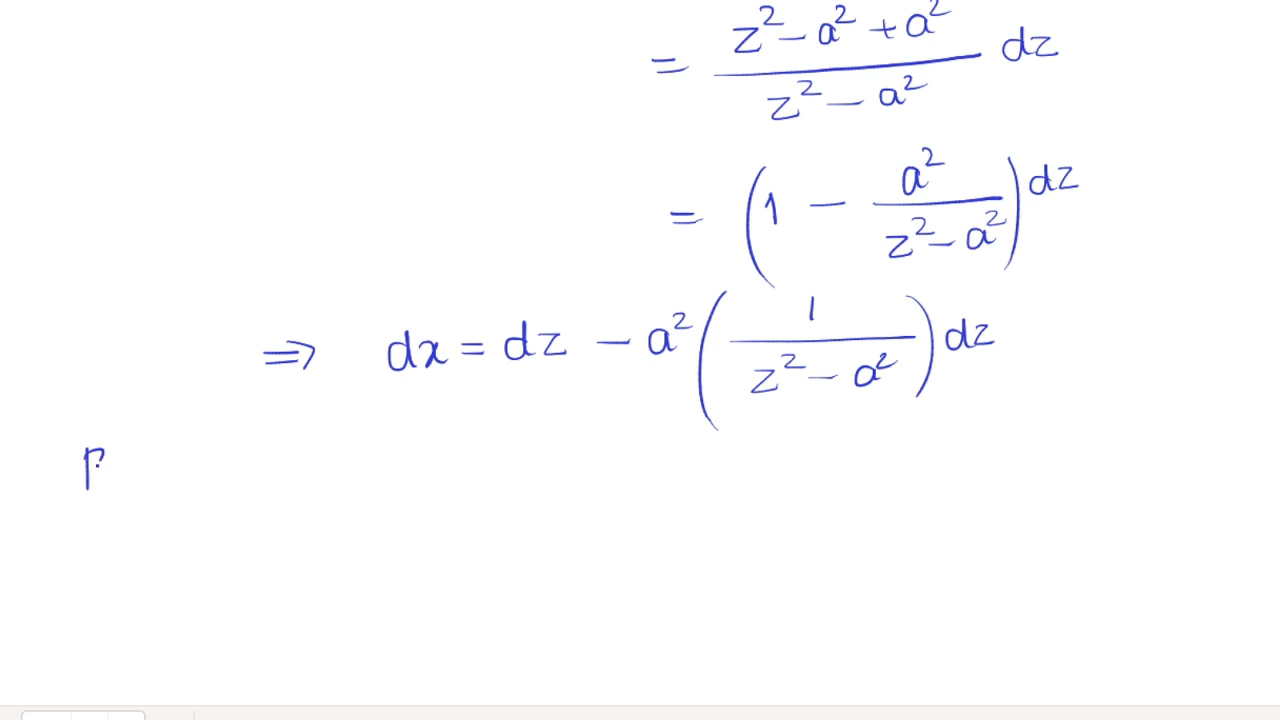 = (z² - a² + a²)/(z² - a²) dz
= (1 - a²/(z² - a²)) dz
⇒ dx = dz - a² (1/(z² - a²)) dz